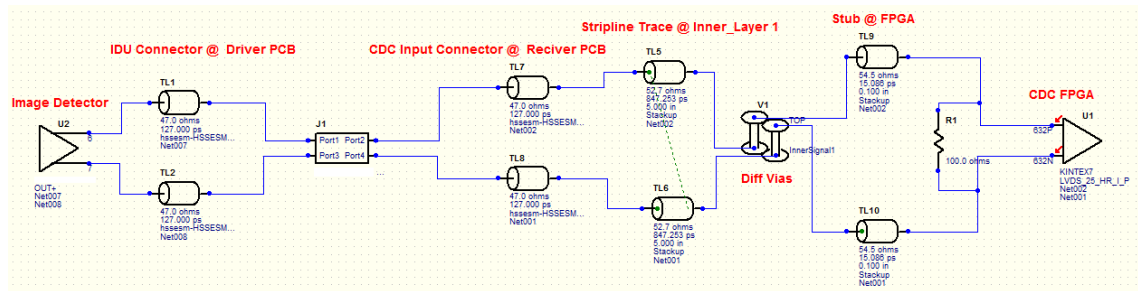 Stub @ FPGA
Stripline Trace @ Inner_Layer 1
TL9
IDU Connector @ Driver PCB
CDC Input Connector @ Reciver PCB
TL1
TL7
TL5
54.5 ohms
15.086 ps
0.100 in
Stackup
Net002
Image Detector
U2
6
7
OUT+
Net007
Net008
47.0 ohms
127.000 ps
hssesm-HSSESM...
Net007
J1
Port1 Port2
Port3 Port4
47.0 ohms
127.000 ps
hssesm-HSSESM...
Net002
52.7 ohms
847.253 ps
5.000 in
Stackup
Net002
V1
TOP
InnerSignal1
Diff Vias
R1
100.0 ohms
CDC FPGA
U1
632P
632N
KINTEX7
LVDS_25_HR_I_P
Net002
Net001
TL2
47.0 ohms
127.000 ps
hssesm-HSSESM...
Net008
TL8
47.0 ohms
127.000 ps
hssesm-HSSESM...
Net001
TL6
52.7 ohms
847.253 ps
5.000 in
Stackup
Net001
TL10
54.5 ohms
15.086 ps
0.100 in
Stackup
Net001